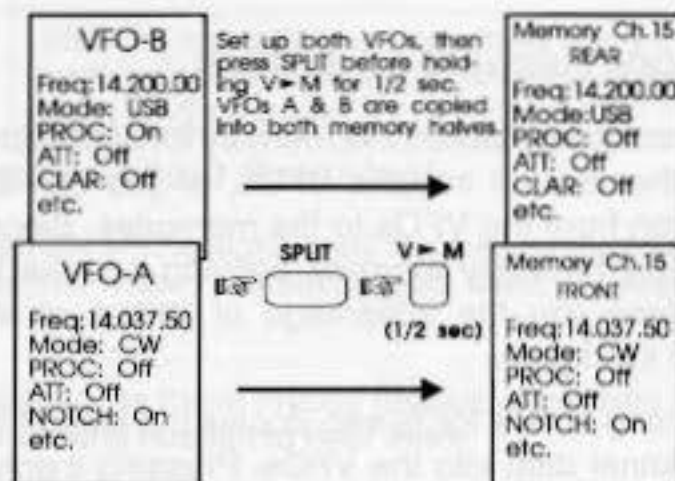 VFO-B
Freq:14.200.00
Mode: USB
PROC: On
ATT: Off
CLAR: Off
etc.
Set up both VFOs, then
press SPLIT before hold-
ing V►M for 1/2 sec.
VFOs A & B are copied
into both memory halves.
Memory Ch.15
REAR
Freq:14.200.00
Mode:USB
PROC: Off
ATT: Off
CLAR: Off
etc.
VFO-A
Freq:14.037.50
Mode: CW
PROC: Off
ATT: Off
NOTCH: On
etc.
SPLIT
V►M
(1/2 sec)
Memory Ch.15
FRONT
Freq:14.037.50
Mode: CW
PROC: Off
ATT: Off
NOTCH: On
etc.